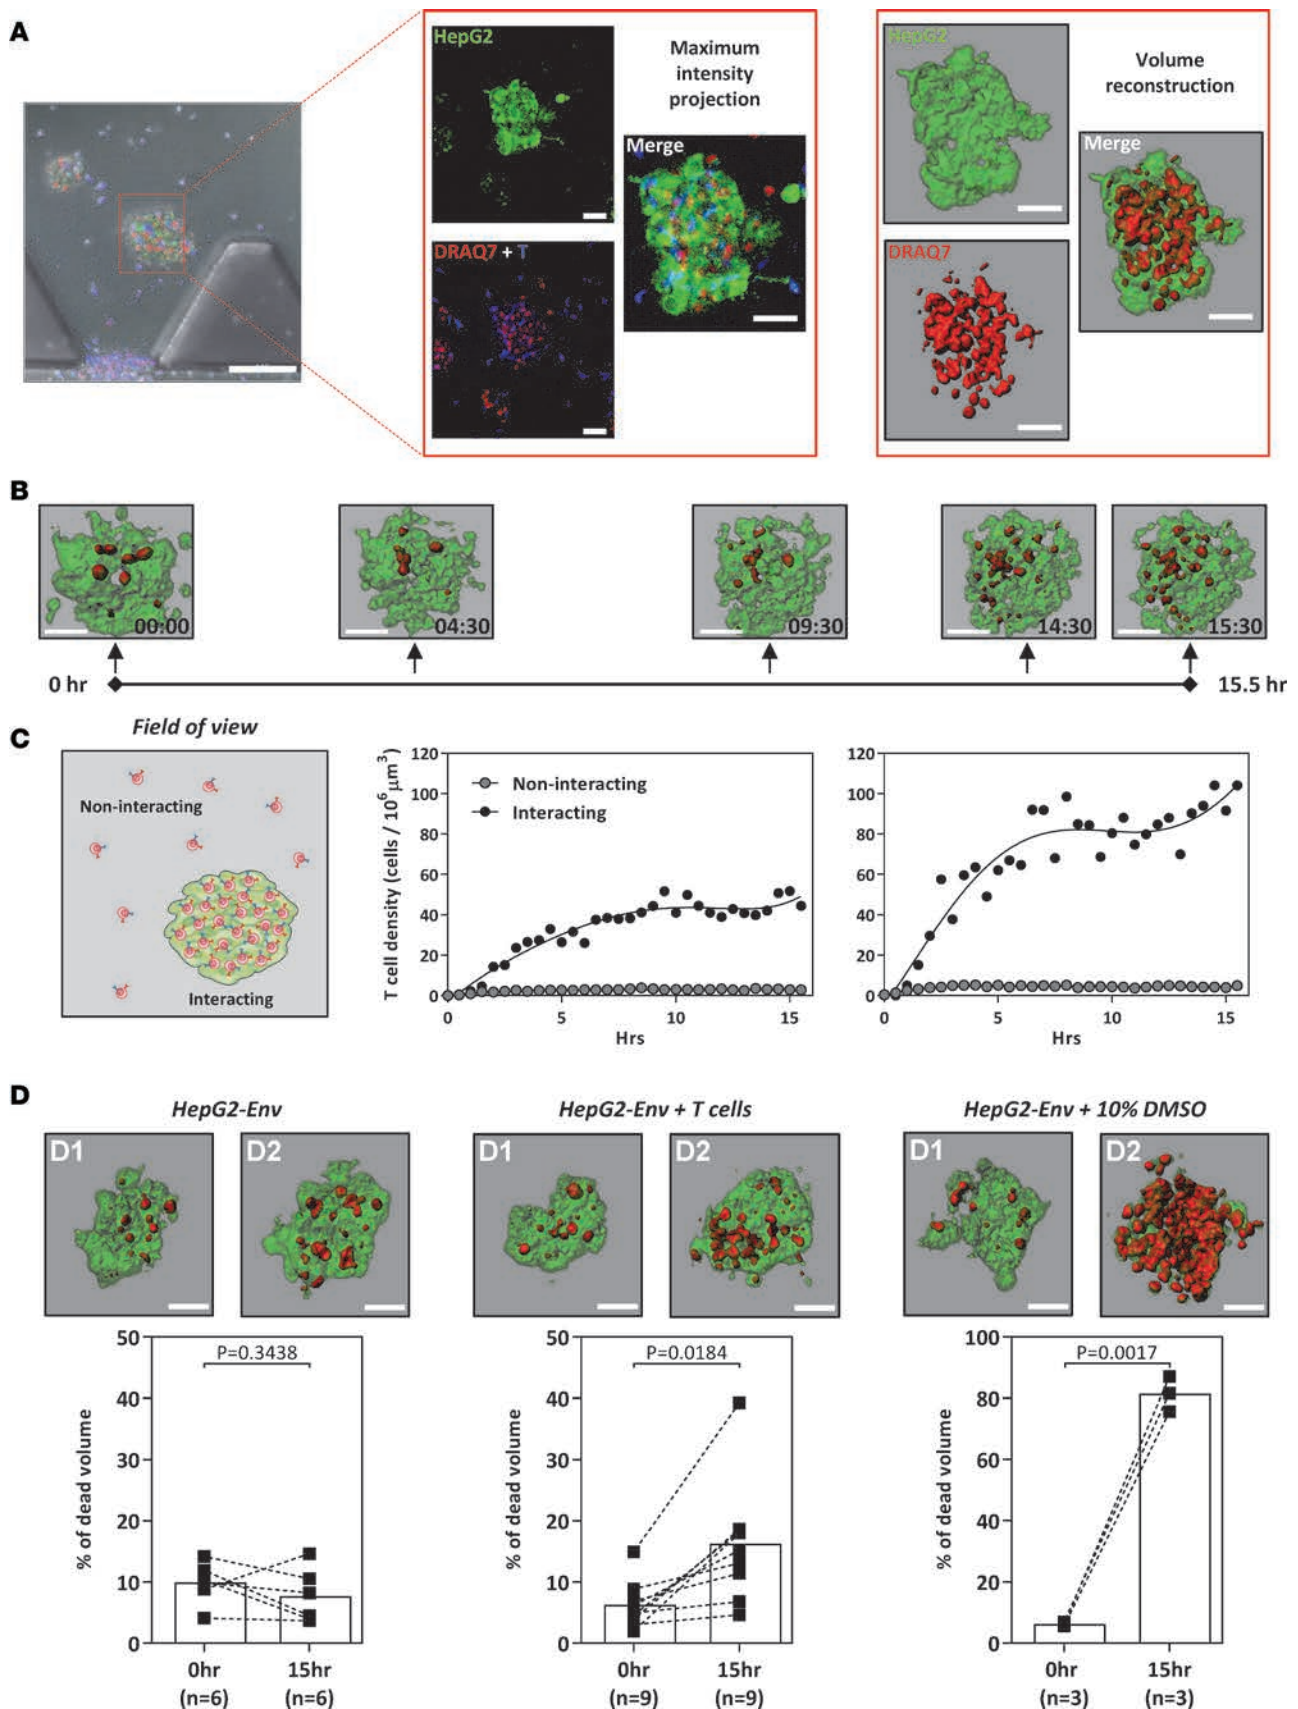 A
HepG2
Maximum
intensity
projection
Merge
DRAQ7 + T
HepG2
Volume
reconstruction
Merge
DRAQ7
B
00:00
04:30
09:30
14:30
15:30
0 hr
15.5 hr
C
Field of view
Non-interacting
Interacting
T cell density (cells / 10⁶ μm³)
120
100
80
60
40
20
0
Non-interacting
Interacting
0 5 10 15
Hrs
120
100
80
60
40
20
0
0 5 10 15
Hrs
D
HepG2-Env
D1
D2
% of dead volume
50
40
30
20
10
0
P=0.3438
0hr 15hr
(n=6) (n=6)
HepG2-Env + T cells
D1
D2
% of dead volume
50
40
30
20
10
0
P=0.0184
0hr 15hr
(n=9) (n=9)
HepG2-Env + 10% DMSO
D1
D2
% of dead volume
100
80
60
40
20
0
P=0.0017
0hr 15hr
(n=3) (n=3)